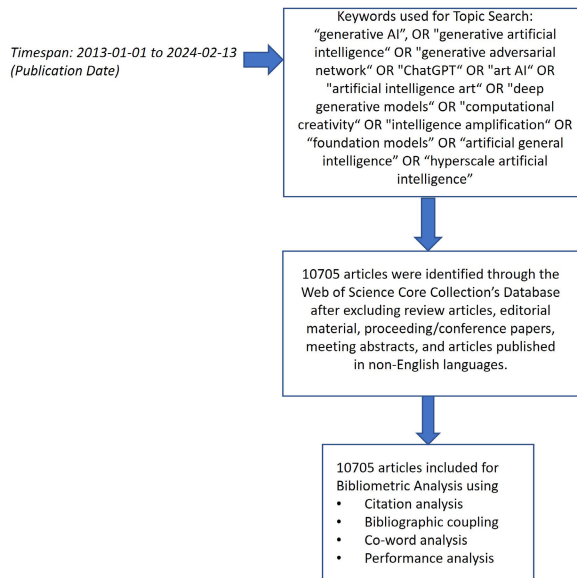 Timespan: 2013-01-01 to 2024-02-13
(Publication Date)
Keywords used for Topic Search:
“generative AI”, OR "generative artificial
intelligence“ OR "generative adversarial
network“ OR "ChatGPT“ OR "art AI“ OR
"artificial intelligence art“ OR "deep
generative models“ OR "computational
creativity“ OR "intelligence amplification“ OR
“foundation models” OR “artificial general
intelligence” OR “hyperscale artificial
intelligence”
10705 articles were identified through the
Web of Science Core Collection’s Database
after excluding review articles, editorial
material, proceeding/conference papers,
meeting abstracts, and articles published
in non-English languages.
10705 articles included for
Bibliometric Analysis using
• Citation analysis
• Bibliographic coupling
• Co-word analysis
• Performance analysis